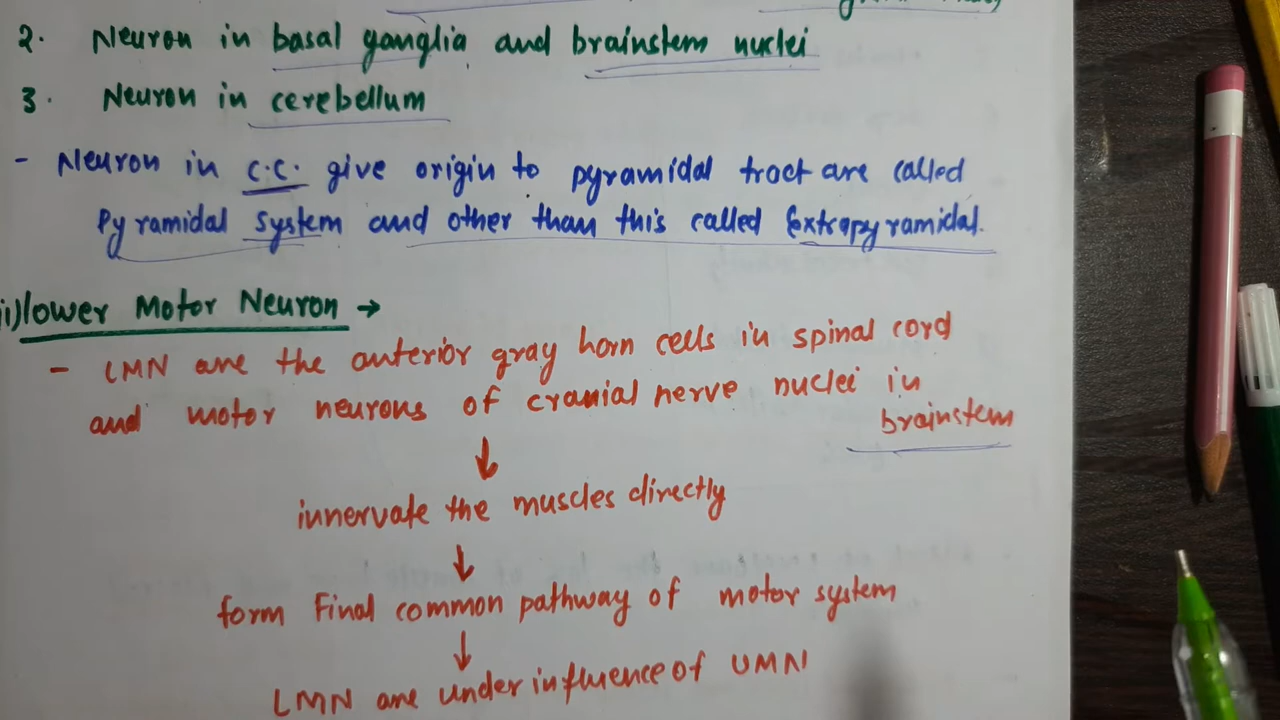 2. Neuron in basal ganglia and brainstem nuclei
3. Neuron in cerebellum
- Neuron in C.C. give origin to pyramidal tract are called
Pyramidal system and other than this called Extrapyramidal.
ii) lower Motor Neuron →
- LMN are the anterior gray horn cells in spinal cord
and motor neurons of cranial nerve nuclei in
brainstem
↓
innervate the muscles directly
↓
form Final common pathway of motor system
↓
LMN are under influence of UMN